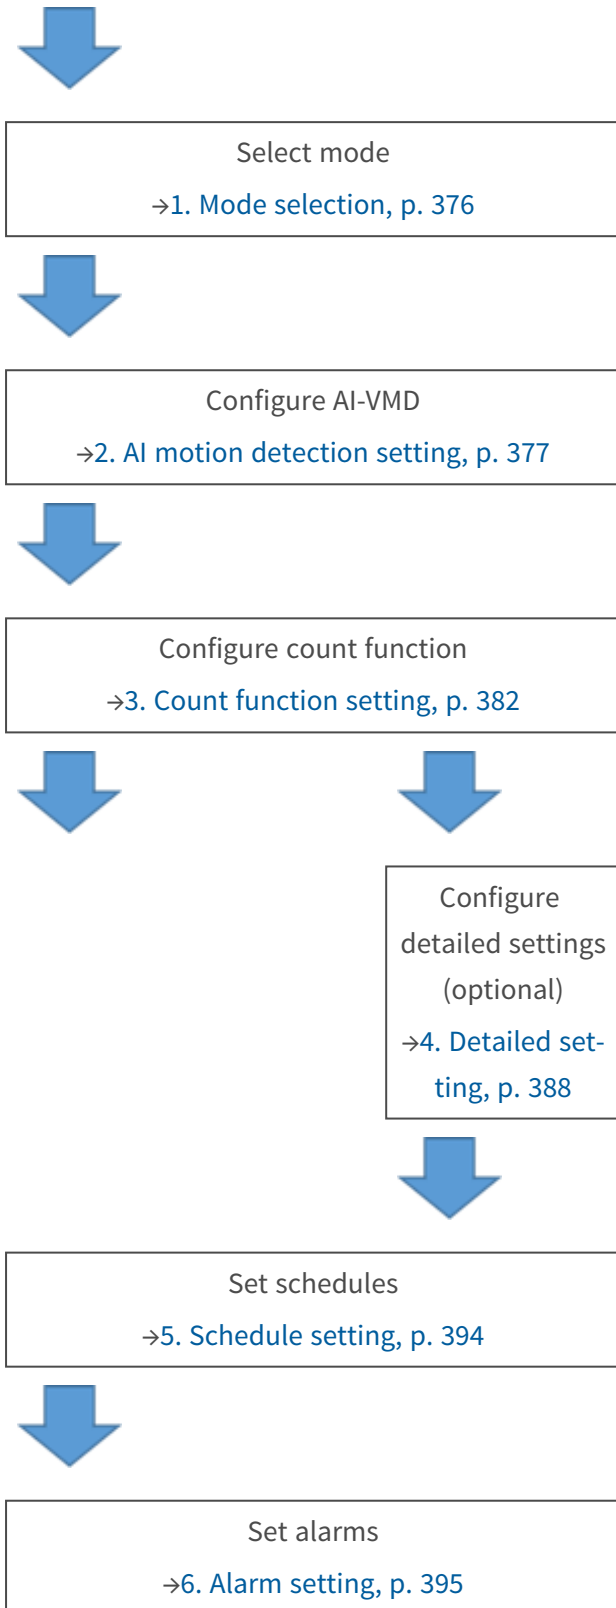 Select mode
→1. Mode selection, p. 376
Configure AI-VMD
→2. AI motion detection setting, p. 377
Configure count function
→3. Count function setting, p. 382
Configure
detailed settings
(optional)
→4. Detailed set-
ting, p. 388
Set schedules
→5. Schedule setting, p. 394
Set alarms
→6. Alarm setting, p. 395